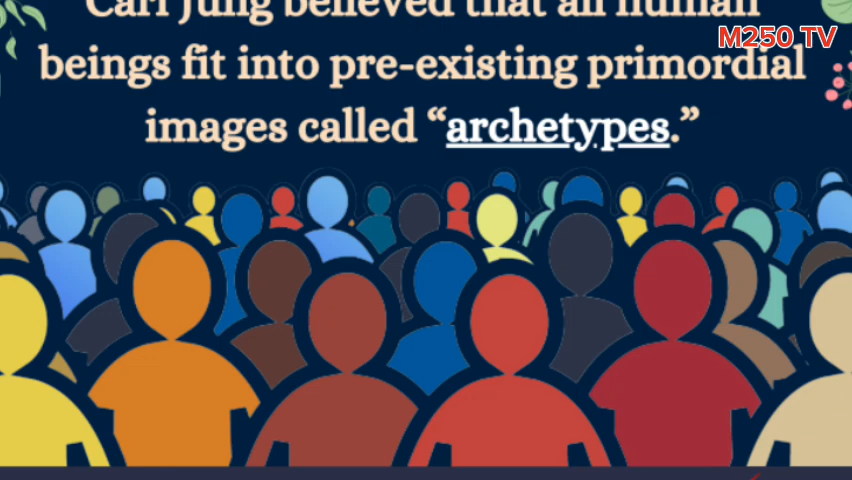 Carl Jung believed that all human
M250 TV
beings fit into pre-existing primordial
images called “archetypes.”